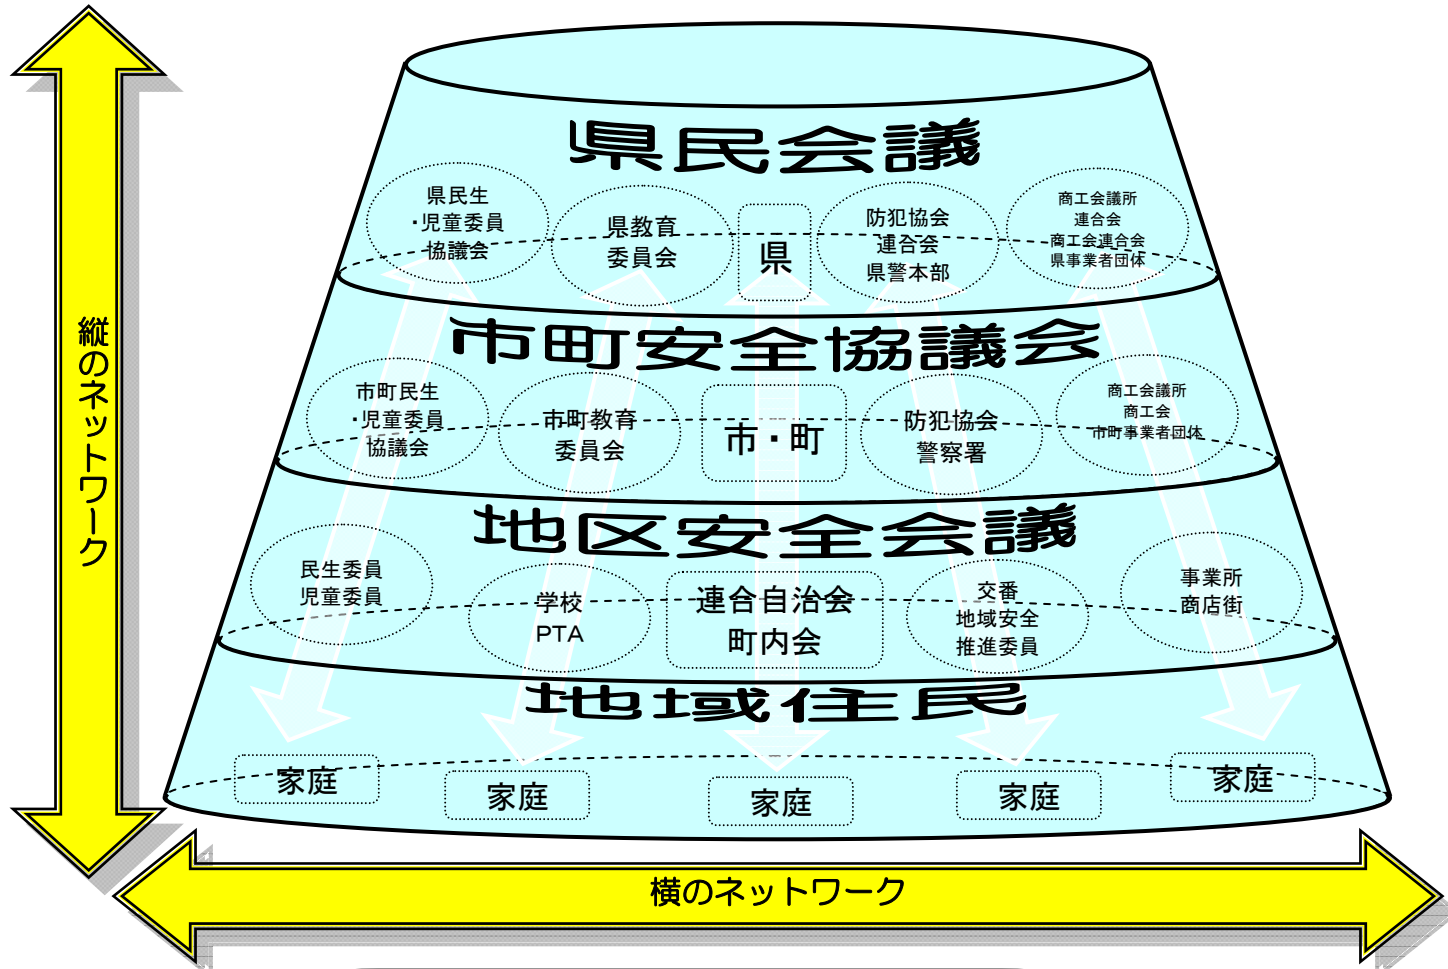 県民会議
県民生
・児童委員
協議会
県教育
委員会
県
防犯協会
連合会
県警本部
商工会議所
連合会
商工会連合会
県事業者団体
市町安全協議会
市町民生
・児童委員
協議会
市町教育
委員会
市・町
防犯協会
警察署
商工会議所
商工会
市町事業者団体
地区安全会議
民生委員
児童委員
学校
PTA
連合自治会
町内会
交番
地域安全
推進委員
事業所
商店街
地域住民
家庭
家庭
家庭
家庭
家庭
縦のネットワーク
横のネットワーク